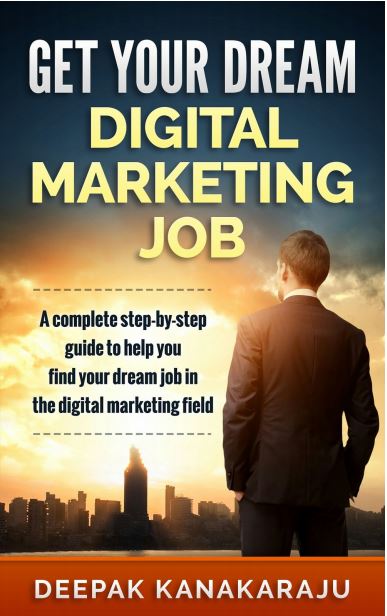 GET YOUR DREAM
DIGITAL
MARKETING
JOB
A complete step-by-step
guide to help you
find your dream job in
the digital marketing field
DEEPAK KANAKARAJU